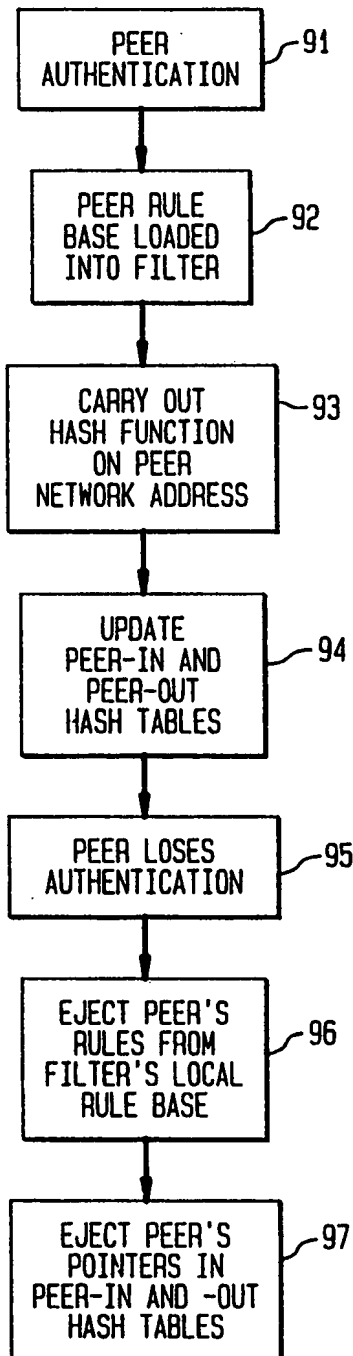 PEER
AUTHENTICATION
91
PEER RULE
BASE LOADED
INTO FILTER
92
CARRY OUT
HASH FUNCTION
ON PEER
NETWORK ADDRESS
93
UPDATE
PEER-IN AND
PEER-OUT
HASH TABLES
94
PEER LOSES
AUTHENTICATION
95
EJECT PEER'S
RULES FROM
FILTER'S LOCAL
RULE BASE
96
EJECT PEER'S
POINTERS IN
PEER-IN AND -OUT
HASH TABLES
97